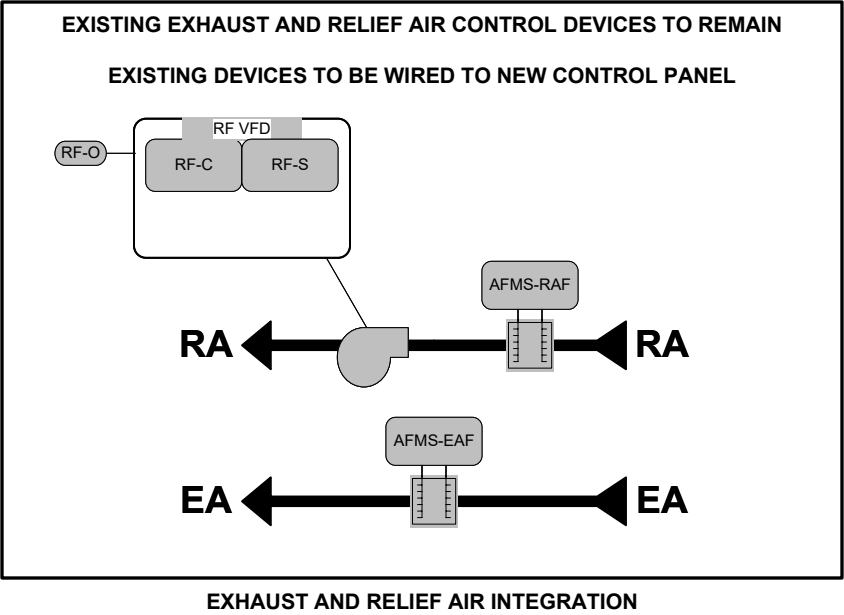 EXISTING EXHAUST AND RELIEF AIR CONTROL DEVICES TO REMAIN
EXISTING DEVICES TO BE WIRED TO NEW CONTROL PANEL
RF VFD
RF-O
RF-C
RF-S
AFMS-RAF
RA
RA
AFMS-EAF
EA
EA
EXHAUST AND RELIEF AIR INTEGRATION